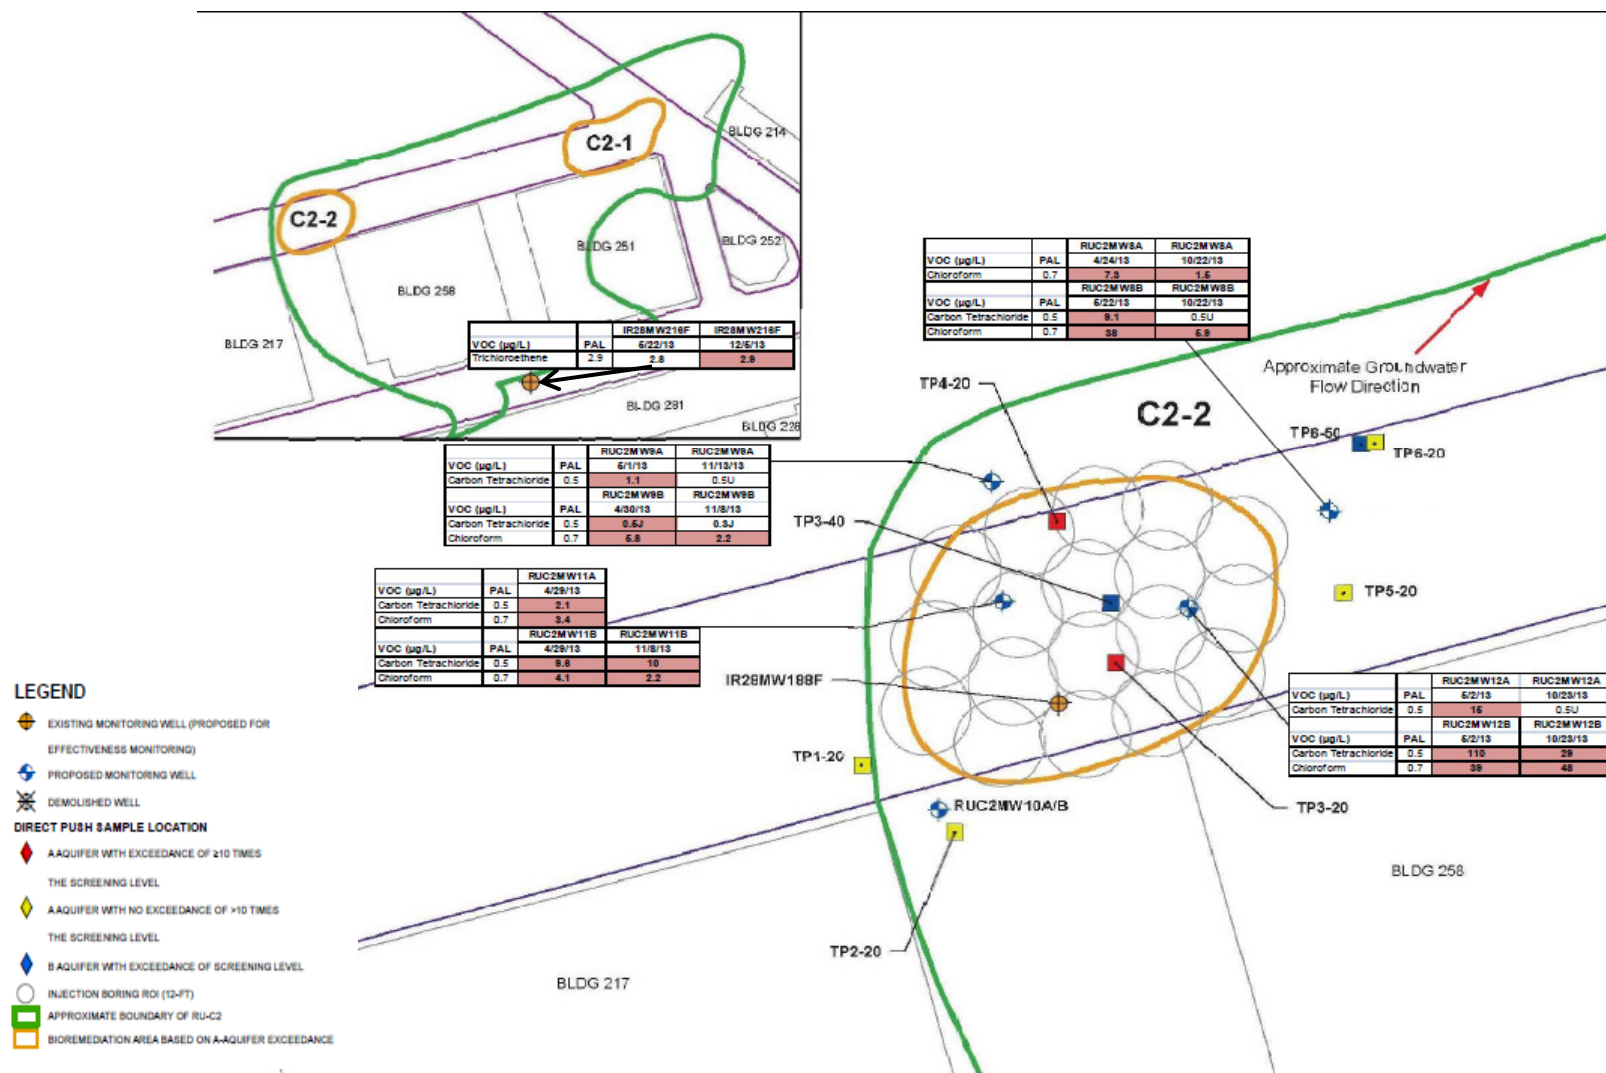 C2-1
C2-2
BLDG 214
BLDG 251
BLDG 252
BLDG 258
BLDG 217
IR28MW216F IR28MW216F
VOC (µg/L) PAL 5/22/13 12/5/13
Trichloroethene 2.9 2.8 2.9
BLDG 281
BLDG 228
RUC2MW8A RUC2MW8A
VOC (µg/L) PAL 4/24/13 10/22/13
Chloroform 0.7 7.3 1.5
RUC2MW8B RUC2MW8B
VOC (µg/L) PAL 5/22/13 10/22/13
Carbon Tetrachloride 0.5 9.1 0.5U
Chloroform 0.7 38 5.9
Approximate Groundwater
Flow Direction
TP4-20
C2-2
TP6-50
TP6-20
RUC2MW9A RUC2MW9A
VOC (µg/L) PAL 5/1/13 11/13/13
Carbon Tetrachloride 0.5 1.1 0.5U
RUC2MW9B RUC2MW9B
VOC (µg/L) PAL 4/30/13 11/8/13
Carbon Tetrachloride 0.5 0.5J 0.3J
Chloroform 0.7 5.8 2.2
TP3-40
TP5-20
RUC2MW11A
VOC (µg/L) PAL 4/29/13
Carbon Tetrachloride 0.5 2.1
Chloroform 0.7 3.4
RUC2MW11B RUC2MW11B
VOC (µg/L) PAL 4/29/13 11/8/13
Carbon Tetrachloride 0.5 9.6 10
Chloroform 0.7 4.1 2.2
IR28MW188F
RUC2MW12A RUC2MW12A
VOC (µg/L) PAL 5/2/13 10/23/13
Carbon Tetrachloride 0.5 15 0.5U
RUC2MW12B RUC2MW12B
VOC (µg/L) PAL 5/2/13 10/23/13
Carbon Tetrachloride 0.5 110 29
Chloroform 0.7 39 48
TP1-20
RUC2MW10A/B
TP3-20
BLDG 258
TP2-20
BLDG 217
LEGEND
EXISTING MONITORING WELL (PROPOSED FOR
EFFECTIVENESS MONITORING)
PROPOSED MONITORING WELL
DEMOLISHED WELL
DIRECT PUSH SAMPLE LOCATION
A AQUIFER WITH EXCEEDANCE OF ≥10 TIMES
THE SCREENING LEVEL
A AQUIFER WITH NO EXCEEDANCE OF >10 TIMES
THE SCREENING LEVEL
B AQUIFER WITH EXCEEDANCE OF SCREENING LEVEL
INJECTION BORING ROI (12-FT)
APPROXIMATE BOUNDARY OF RU-C2
BIOREMEDIATION AREA BASED ON A-AQUIFER EXCEEDANCE